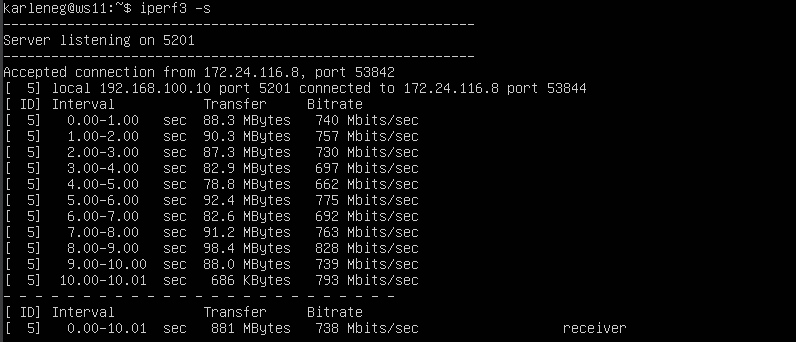 karleneg@ws11:~$ iperf3 -s
-----------------------------------------------------------
Server listening on 5201
-----------------------------------------------------------
Accepted connection from 172.24.116.8, port 53842
[  5] local 192.168.100.10 port 5201 connected to 172.24.116.8 port 53844
[ ID] Interval           Transfer     Bitrate
[  5]   0.00-1.00   sec  88.3 MBytes   740 Mbits/sec
[  5]   1.00-2.00   sec  90.3 MBytes   757 Mbits/sec
[  5]   2.00-3.00   sec  87.3 MBytes   730 Mbits/sec
[  5]   3.00-4.00   sec  82.9 MBytes   697 Mbits/sec
[  5]   4.00-5.00   sec  78.8 MBytes   662 Mbits/sec
[  5]   5.00-6.00   sec  92.4 MBytes   775 Mbits/sec
[  5]   6.00-7.00   sec  82.6 MBytes   692 Mbits/sec
[  5]   7.00-8.00   sec  91.2 MBytes   763 Mbits/sec
[  5]   8.00-9.00   sec  98.4 MBytes   828 Mbits/sec
[  5]   9.00-10.00  sec  88.0 MBytes   739 Mbits/sec
[  5]  10.00-10.01  sec   686 KBytes   793 Mbits/sec
- - - - - - - - - - - - - - - - - - - - - - - - -
[ ID] Interval           Transfer     Bitrate
[  5]   0.00-10.01  sec   881 MBytes   738 Mbits/sec                  receiver